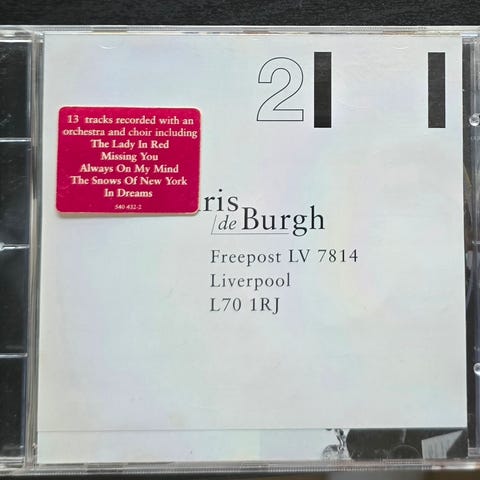 2
13 tracks recorded with an
orchestra and choir including
The Lady In Red
Missing You
Always On My Mind
The Snows Of New York
In Dreams
540 432-2
ris
de Burgh
Freepost LV 7814
Liverpool
L70 1RJ